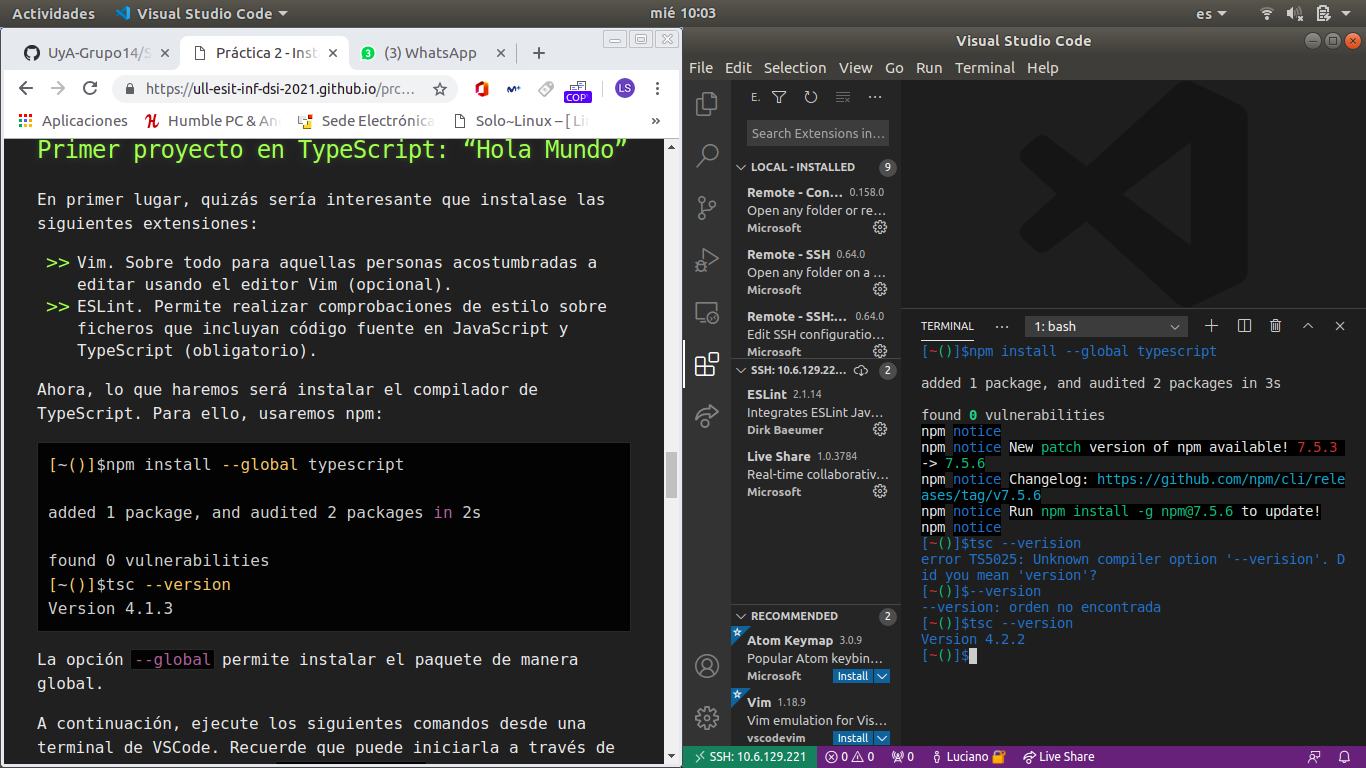 Actividades
Visual Studio Code
mié 10:03
es
UyA-Grupo14/S
Práctica 2 - Inst
3
(3) WhatsApp
https://ull-esit-inf-dsi-2021.github.io/prc...
COP
LS
Aplicaciones
Humble PC & An
Sede Electrónica
Solo~Linux – [ Lin
»
Primer proyecto en TypeScript: “Hola Mundo”
En primer lugar, quizás sería interesante que instalase las
siguientes extensiones:
>> Vim. Sobre todo para aquellas personas acostumbradas a
editar usando el editor Vim (opcional).
>> ESLint. Permite realizar comprobaciones de estilo sobre
ficheros que incluyan código fuente en JavaScript y
TypeScript (obligatorio).
Ahora, lo que haremos será instalar el compilador de
TypeScript. Para ello, usaremos npm:
[~()]$npm install --global typescript
added 1 package, and audited 2 packages in 2s
found 0 vulnerabilities
[~()]$tsc --version
Version 4.1.3
La opción --global permite instalar el paquete de manera
global.
A continuación, ejecute los siguientes comandos desde una
terminal de VSCode. Recuerde que puede iniciarla a través de
Visual Studio Code
File Edit Selection View Go Run Terminal Help
E.
Search Extensions in...
LOCAL - INSTALLED 9
Remote - Con... 0.158.0
Open any folder or re...
Microsoft
Remote - SSH 0.64.0
Open any folder on a ...
Microsoft
Remote - SSH:... 0.64.0
Edit SSH configuratio...
Microsoft
SSH: 10.6.129.22... 2
ESLint 2.1.14
Integrates ESLint Jav...
Dirk Baeumer
Live Share 1.0.3784
Real-time collaborativ...
Microsoft
RECOMMENDED 2
Atom Keymap 3.0.9
Popular Atom keybin...
Microsoft Install
Vim 1.18.9
Vim emulation for Vis...
vscodevim Install
TERMINAL ... 1: bash
[~()]$npm install --global typescript
added 1 package, and audited 2 packages in 3s
found 0 vulnerabilities
npm notice
npm notice New patch version of npm available! 7.5.3
-> 7.5.6
npm notice Changelog: https://github.com/npm/cli/rele
ases/tag/v7.5.6
npm notice Run npm install -g npm@7.5.6 to update!
npm notice
[~()]$tsc --verision
error TS5025: Unknown compiler option '--verision'. D
id you mean 'version'?
[~()]$--version
--version: orden no encontrada
[~()]$tsc --version
Version 4.2.2
[~()]$
SSH: 10.6.129.221 0 0 0 Luciano Live Share